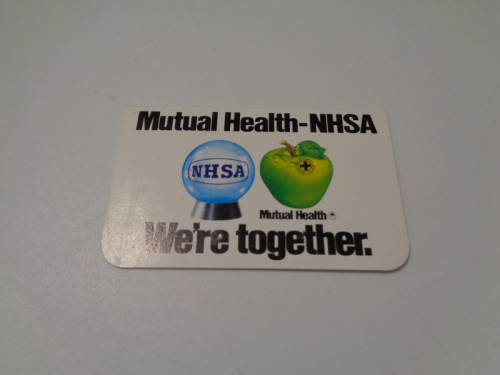 Mutual Health-NHSA
NHSA
Mutual Health
We're together.